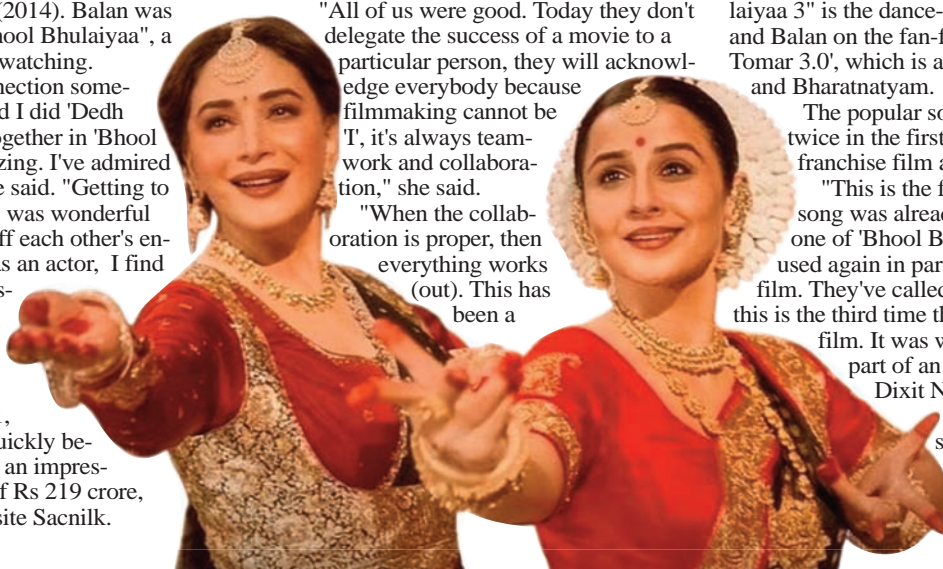 (2014). Balan was
ool Bhulaiyaa", a
watching.
nection some-
d I did 'Dedh
ogether in 'Bhool
zing. I've admired
e said. "Getting to
was wonderful
ff each other's en-
s an actor, I find
s-
uickly be-
an impres-
f Rs 219 crore,
site Sacnilk.
"All of us were good. Today they don't
delegate the success of a movie to a
particular person, they will acknowl-
edge everybody because
filmmaking cannot be
'I', it's always team-
work and collabora-
tion," she said.
"When the collab-
oration is proper, then
everything works
(out). This has
been a
laiyaa 3" is the dance-
and Balan on the fan-f
Tomar 3.0', which is a
and Bharatnatyam.
The popular so
twice in the first
franchise film a
"This is the f
song was alread
one of 'Bhool B
used again in par
film. They've called
this is the third time th
film. It was w
part of an
Dixit N
s